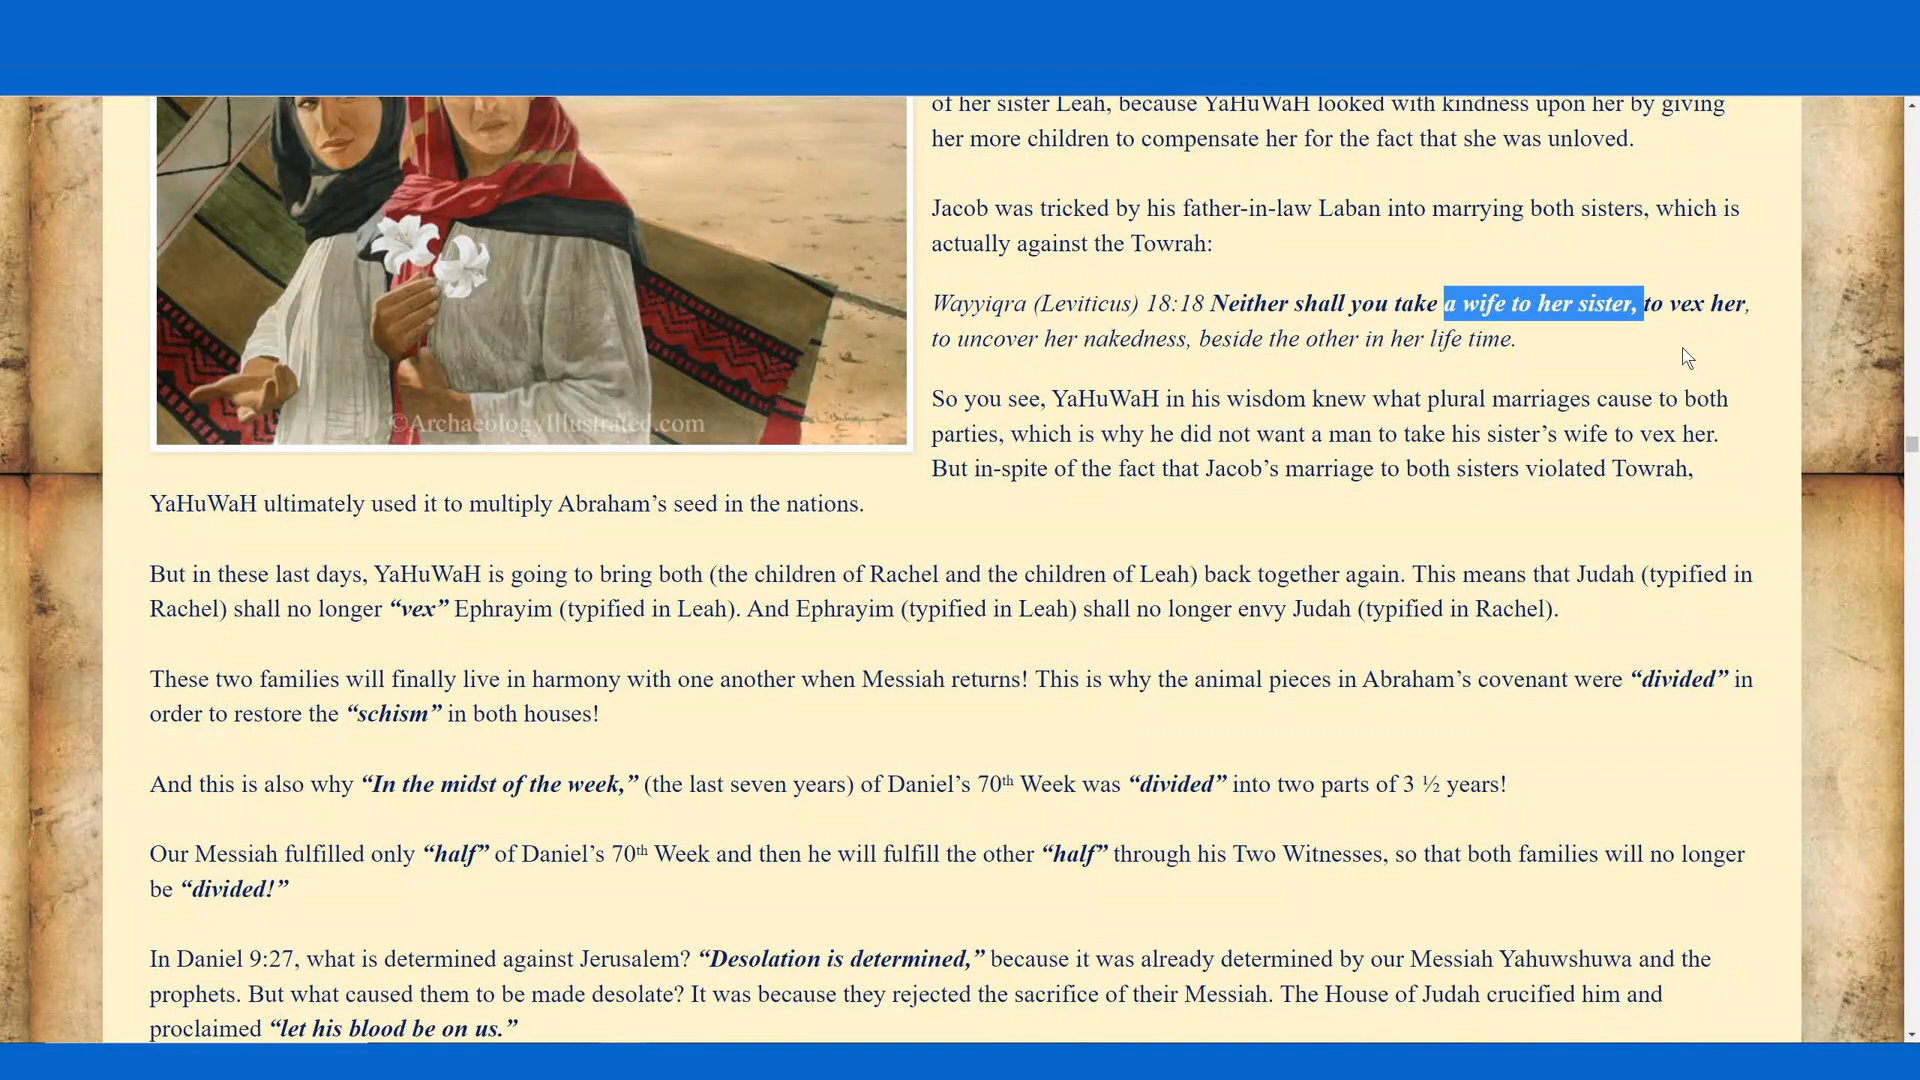 of her sister Leah, because YaHuWaH looked with kindness upon her by giving
her more children to compensate her for the fact that she was unloved.
Jacob was tricked by his father-in-law Laban into marrying both sisters, which is
actually against the Towrah:
Wayyiqra (Leviticus) 18:18 Neither shall you take a wife to her sister, to vex her,
to uncover her nakedness, beside the other in her life time.
©ArchaeologyIllustrated.com
So you see, YaHuWaH in his wisdom knew what plural marriages cause to both
parties, which is why he did not want a man to take his sister’s wife to vex her.
But in-spite of the fact that Jacob’s marriage to both sisters violated Towrah,
YaHuWaH ultimately used it to multiply Abraham’s seed in the nations.
But in these last days, YaHuWaH is going to bring both (the children of Rachel and the children of Leah) back together again. This means that Judah (typified in
Rachel) shall no longer “vex” Ephrayim (typified in Leah). And Ephrayim (typified in Leah) shall no longer envy Judah (typified in Rachel).
These two families will finally live in harmony with one another when Messiah returns! This is why the animal pieces in Abraham’s covenant were “divided” in
order to restore the “schism” in both houses!
And this is also why “In the midst of the week,” (the last seven years) of Daniel’s 70th Week was “divided” into two parts of 3 ½ years!
Our Messiah fulfilled only “half” of Daniel’s 70th Week and then he will fulfill the other “half” through his Two Witnesses, so that both families will no longer
be “divided!”
In Daniel 9:27, what is determined against Jerusalem? “Desolation is determined,” because it was already determined by our Messiah Yahuwshuwa and the
prophets. But what caused them to be made desolate? It was because they rejected the sacrifice of their Messiah. The House of Judah crucified him and
proclaimed “let his blood be on us.”